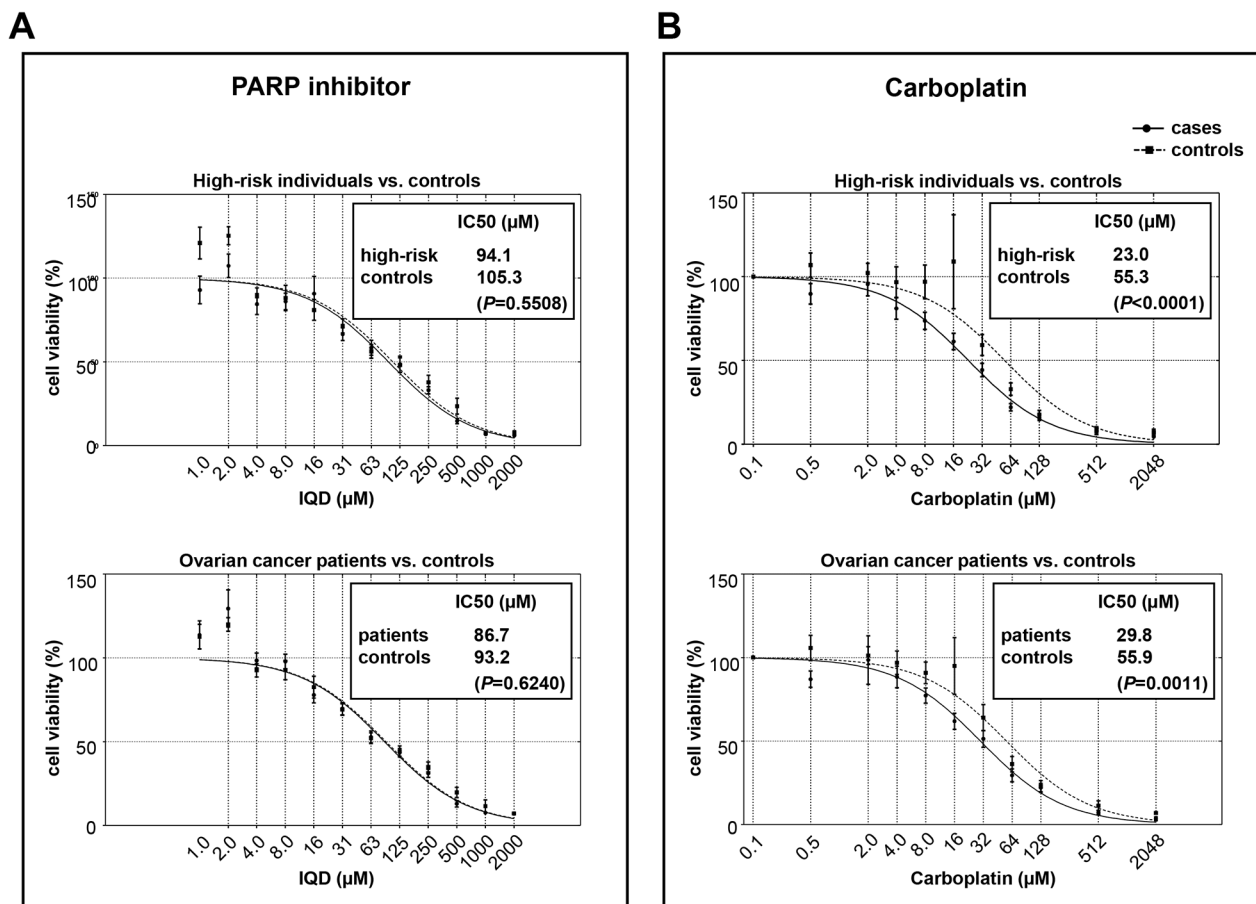 A
PARP inhibitor
High-risk individuals vs. controls
IC50 (µM)
high-risk 94.1
controls 105.3
(P=0.5508)
cell viability (%)
150
100
50
0
150
100
50
0
1.0 2.0 4.0 8.0 16 31 63 125 250 500 1000 2000
IQD (µM)
Ovarian cancer patients vs. controls
IC50 (µM)
patients 86.7
controls 93.2
(P=0.6240)
cell viability (%)
150
100
50
0
1.0 2.0 4.0 8.0 16 31 63 125 250 500 1000 2000
IQD (µM)
B
Carboplatin
cases
controls
High-risk individuals vs. controls
IC50 (µM)
high-risk 23.0
controls 55.3
(P<0.0001)
cell viability (%)
150
100
50
0
0.1 0.5 2.0 4.0 8.0 16 32 64 128 512 2048
Carboplatin (µM)
Ovarian cancer patients vs. controls
IC50 (µM)
patients 29.8
controls 55.9
(P=0.0011)
cell viability (%)
150
100
50
0
0.1 0.5 2.0 4.0 8.0 16 32 64 128 512 2048
Carboplatin (µM)